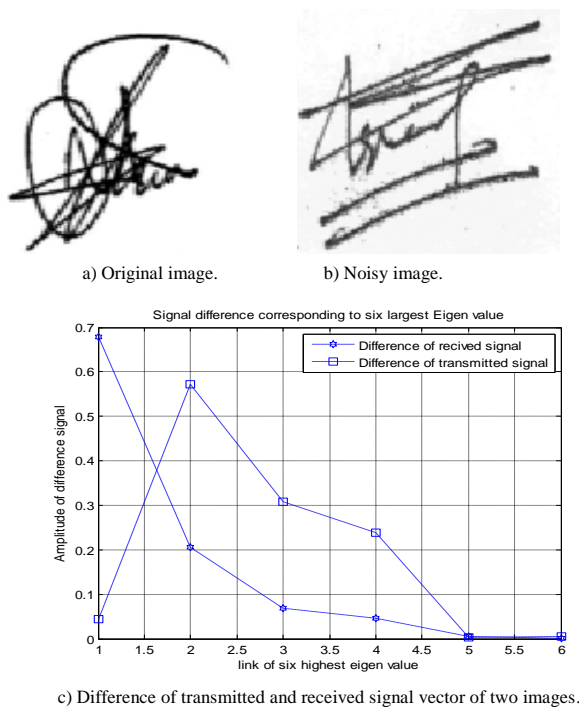 a) Original image.
b) Noisy image.
Signal difference corresponding to six largest Eigen value
Amplitude of difference signal
0.7
0.6
0.5
0.4
0.3
0.2
0.1
0
Difference of recived signal
Difference of transmitted signal
1 1.5 2 2.5 3 3.5 4 4.5 5 5.5 6
link of six highest eigen value
c) Difference of transmitted and received signal vector of two images.